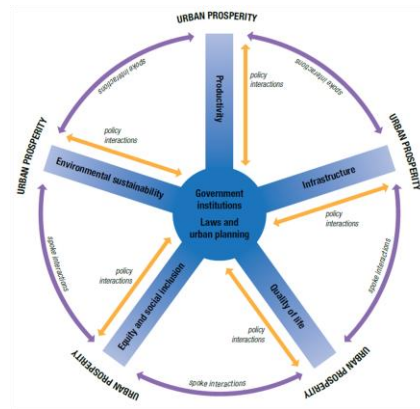 URBAN PROSPERITY
spoke interactions
spoke interactions
Productivity
policy
interactions
URBAN PROSPERITY
URBAN PROSPERITY
policy
interactions
Environmental sustainability
Infrastructure
Government
institutions
Laws and
urban planning
policy
interactions
spoke interactions
spoke interactions
policy
interactions
Equity and social inclusion
policy
interactions
Quality of life
URBAN PROSPERITY
URBAN PROSPERITY
spoke interactions